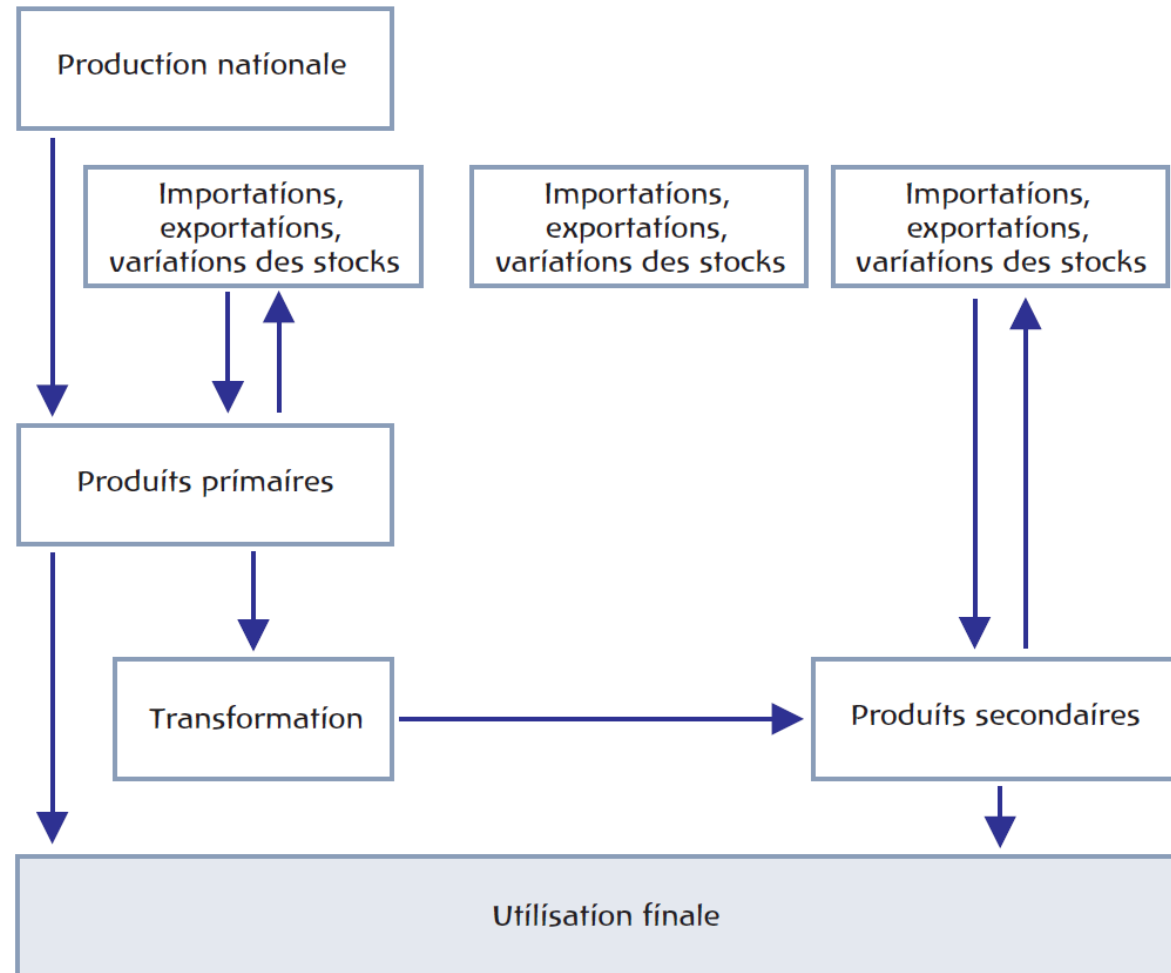 Production nationale
Importations,
exportations,
variations des stocks
Importations,
exportations,
variations des stocks
Importations,
exportations,
variations des stocks
Produits primaires
Transformation
Produits secondaires
Utilisation finale